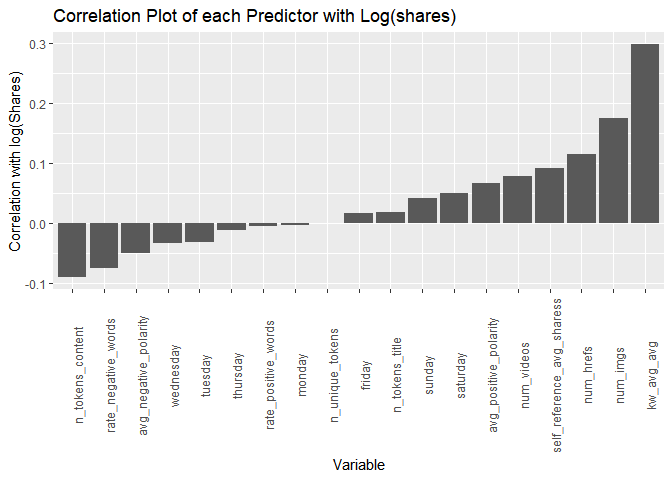 Correlation Plot of each Predictor with Log(shares)
Correlation with log(Shares)
0.3
0.2
0.1
0.0
-0.1
n_tokens_content
rate_negative_words
avg_negative_polarity
wednesday
tuesday
thursday
rate_positive_words
monday
n_unique_tokens
friday
n_tokens_title
sunday
saturday
avg_positive_polarity
num_videos
self_reference_avg_sharess
num_hrefs
num_imgs
kw_avg_avg
Variable